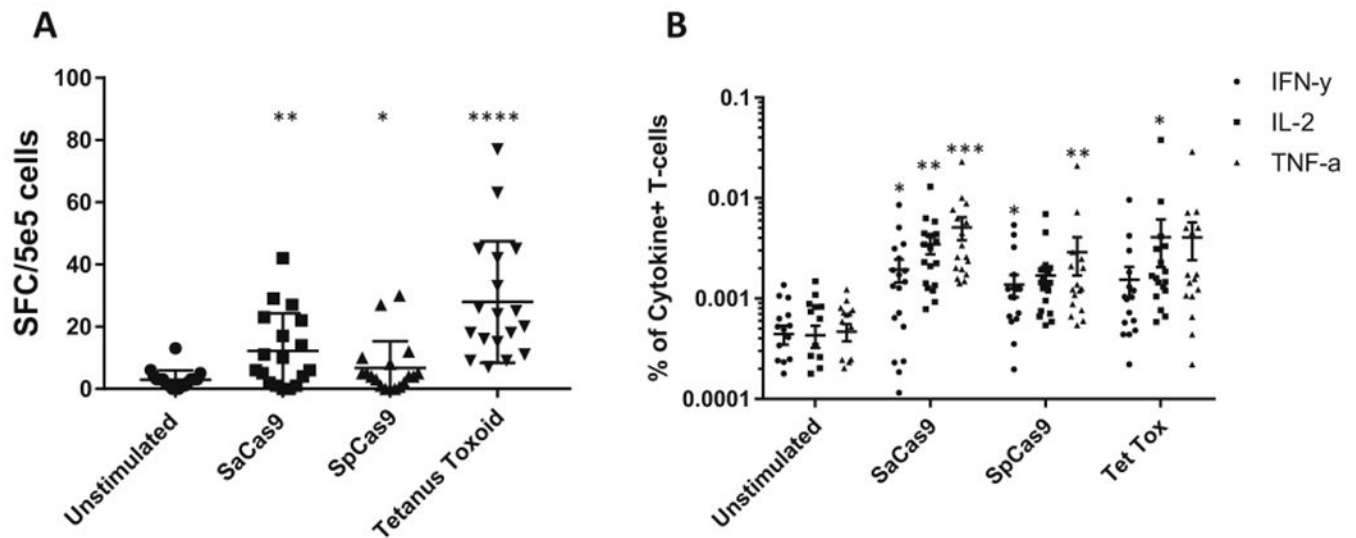 A
SFC/5e5 cells
100
80
60
40
20
0
** * ****
Unstimulated
SaCas9
SpCas9
Tetanus Toxoid
B
% of Cytokine+ T-cells
0.1
0.01
0.001
0.0001
* ** *** * ** *
Unstimulated
SaCas9
SpCas9
Tet Tox
IFN-y
IL-2
TNF-a